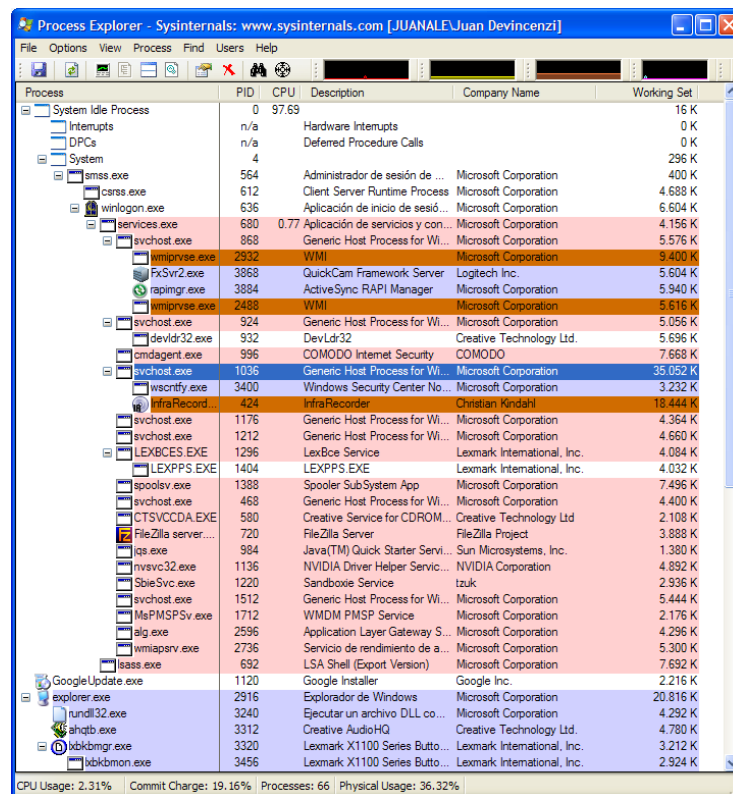 Process Explorer - Sysinternals: www.sysinternals.com [JUANALE\Juan Devincenzi]
File Options View Process Find Users Help
Process PID CPU Description Company Name Working Set
System Idle Process 0 97.69 16 K
Interrupts n/a Hardware Interrupts 0 K
DPCs n/a Deferred Procedure Calls 0 K
System 4 296 K
smss.exe 564 Administrador de sesión de ... Microsoft Corporation 400 K
csrss.exe 612 Client Server Runtime Process Microsoft Corporation 4.688 K
winlogon.exe 636 Aplicación de inicio de sesió... Microsoft Corporation 6.604 K
services.exe 680 0.77 Aplicación de servicios y con... Microsoft Corporation 4.156 K
svchost.exe 868 Generic Host Process for Wi... Microsoft Corporation 5.576 K
wmiprvse.exe 2932 WMI Microsoft Corporation 9.400 K
FxSvr2.exe 3868 QuickCam Framework Server Logitech Inc. 5.604 K
rapimgr.exe 3884 ActiveSync RAPI Manager Microsoft Corporation 5.940 K
wmiprvse.exe 2488 WMI Microsoft Corporation 5.616 K
svchost.exe 924 Generic Host Process for Wi... Microsoft Corporation 5.056 K
devldr32.exe 932 DevLdr32 Creative Technology Ltd. 5.696 K
cmdagent.exe 996 COMODO Internet Security COMODO 7.668 K
svchost.exe 1036 Generic Host Process for Wi... Microsoft Corporation 35.052 K
wscntfy.exe 3400 Windows Security Center No... Microsoft Corporation 3.232 K
InfraRecord... 424 InfraRecorder Christian Kindahl 18.444 K
svchost.exe 1176 Generic Host Process for Wi... Microsoft Corporation 4.364 K
svchost.exe 1212 Generic Host Process for Wi... Microsoft Corporation 4.660 K
LEXBCES.EXE 1296 LexBce Service Lexmark International, Inc. 4.084 K
LEXPPS.EXE 1404 LEXPPS.EXE Lexmark International, Inc. 4.032 K
spoolsv.exe 1388 Spooler SubSystem App Microsoft Corporation 7.496 K
svchost.exe 468 Generic Host Process for Wi... Microsoft Corporation 4.400 K
CTSVCCDA.EXE 580 Creative Service for CDROM... Creative Technology Ltd 2.108 K
FileZilla server.... 720 FileZilla Server FileZilla Project 3.888 K
jqs.exe 984 Java(TM) Quick Starter Servi... Sun Microsystems, Inc. 1.380 K
nvsvc32.exe 1136 NVIDIA Driver Helper Servic... NVIDIA Corporation 4.892 K
SbieSvc.exe 1220 Sandboxie Service tzuk 2.936 K
svchost.exe 1512 Generic Host Process for Wi... Microsoft Corporation 5.444 K
MsPMSPSv.exe 1712 WMDM PMSP Service Microsoft Corporation 2.176 K
alg.exe 2596 Application Layer Gateway S... Microsoft Corporation 4.296 K
wmiapsrv.exe 2736 Servicio de rendimiento de a... Microsoft Corporation 5.300 K
lsass.exe 692 LSA Shell (Export Version) Microsoft Corporation 7.692 K
GoogleUpdate.exe 1120 Google Installer Google Inc. 2.216 K
explorer.exe 2916 Explorador de Windows Microsoft Corporation 20.816 K
rundll32.exe 3240 Ejecutar un archivo DLL co... Microsoft Corporation 4.292 K
ahqtb.exe 3312 Creative AudioHQ Creative Technology Ltd. 4.780 K
lxbkbmgr.exe 3320 Lexmark X1100 Series Butto... Lexmark International, Inc. 3.212 K
lxbkbmon.exe 3456 Lexmark X1100 Series Butto... Lexmark International, Inc. 2.924 K
CPU Usage: 2.31% Commit Charge: 19.16% Processes: 66 Physical Usage: 36.32%